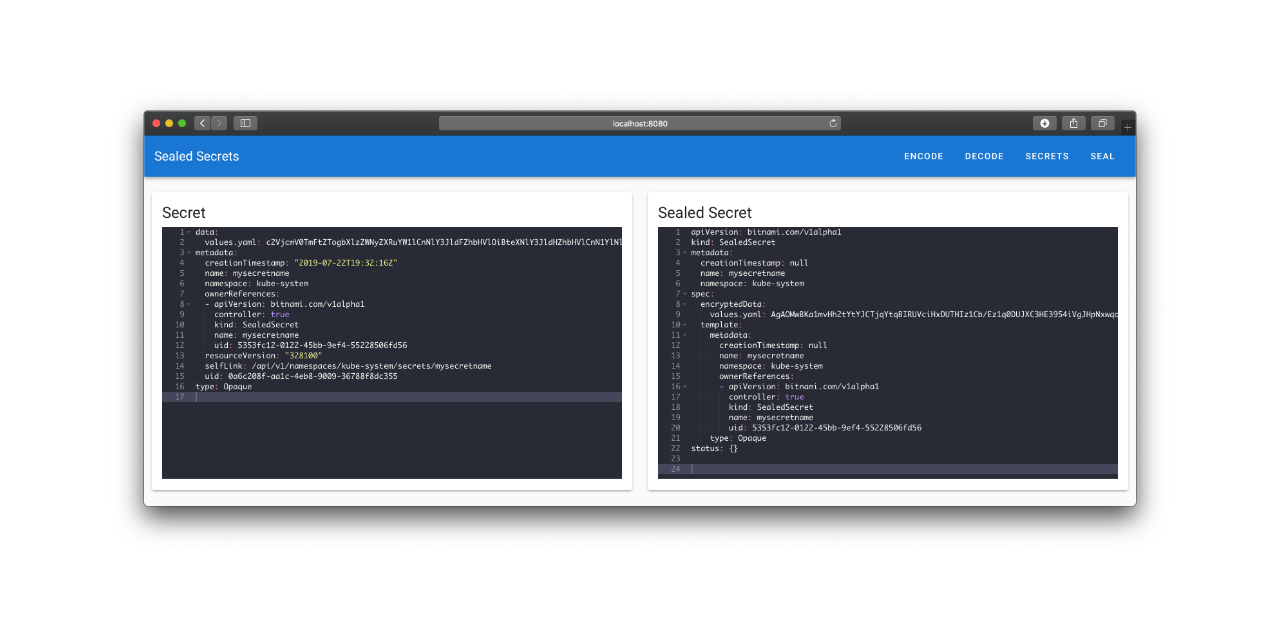 localhost:8080
Sealed Secrets
ENCODE DECODE SECRETS SEAL
Secret
1 data:
2 values.yaml:
3 metadata:
4 creationTimestamp: "2019-07-22T19:32:16Z"
5 name: mysecretname
6 namespace: kube-system
7 ownerReferences:
8 - apiVersion: bitnami.com/v1alpha1
9 controller: true
10 kind: SealedSecret
11 name: mysecretname
12 uid: 5353fc12-0122-45bb-9ef4-55228506fd56
13 resourceVersion: "328100"
14 selfLink: /api/v1/namespaces/kube-system/secrets/mysecretname
15 uid: 0a6c208f-aa1c-4eb8-9009-36788f8dc355
16 type: Opaque
17
Sealed Secret
1 apiVersion: bitnami.com/v1alpha1
2 kind: SealedSecret
3 metadata:
4 creationTimestamp: null
5 name: mysecretname
6 namespace: kube-system
7 spec:
8 encryptedData:
9 values.yaml:
10 template:
11 metadata:
12 creationTimestamp: null
13 name: mysecretname
14 namespace: kube-system
15 ownerReferences:
16 - apiVersion: bitnami.com/v1alpha1
17 controller: true
18 kind: SealedSecret
19 name: mysecretname
20 uid: 5353fc12-0122-45bb-9ef4-55228506fd56
21 type: Opaque
22 status: {}
23
24